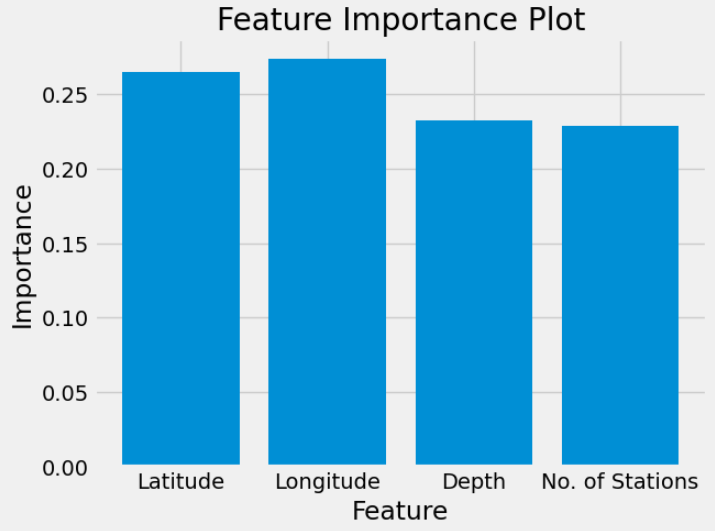 Feature Importance Plot
Importance
0.25
0.20
0.15
0.10
0.05
0.00
Latitude Longitude Depth No. of Stations
Feature